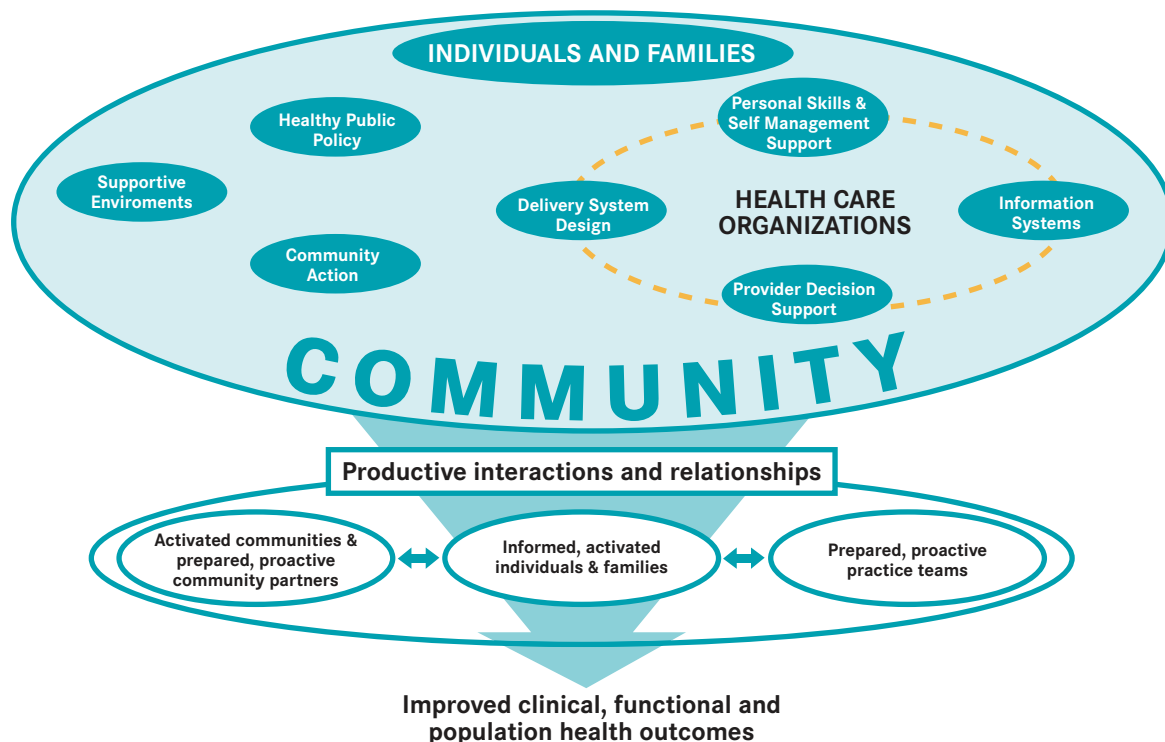 INDIVIDUALS AND FAMILIES
Healthy Public
Policy
Supportive
Enviroments
Community
Action
Personal Skills &
Self Management
Support
Delivery System
Design
HEALTH CARE
ORGANIZATIONS
Information
Systems
Provider Decision
Support
COMMUNITY
Productive interactions and relationships
Activated communities &
prepared, proactive
community partners
Informed, activated
individuals & families
Prepared, proactive
practice teams
Improved clinical, functional and
population health outcomes